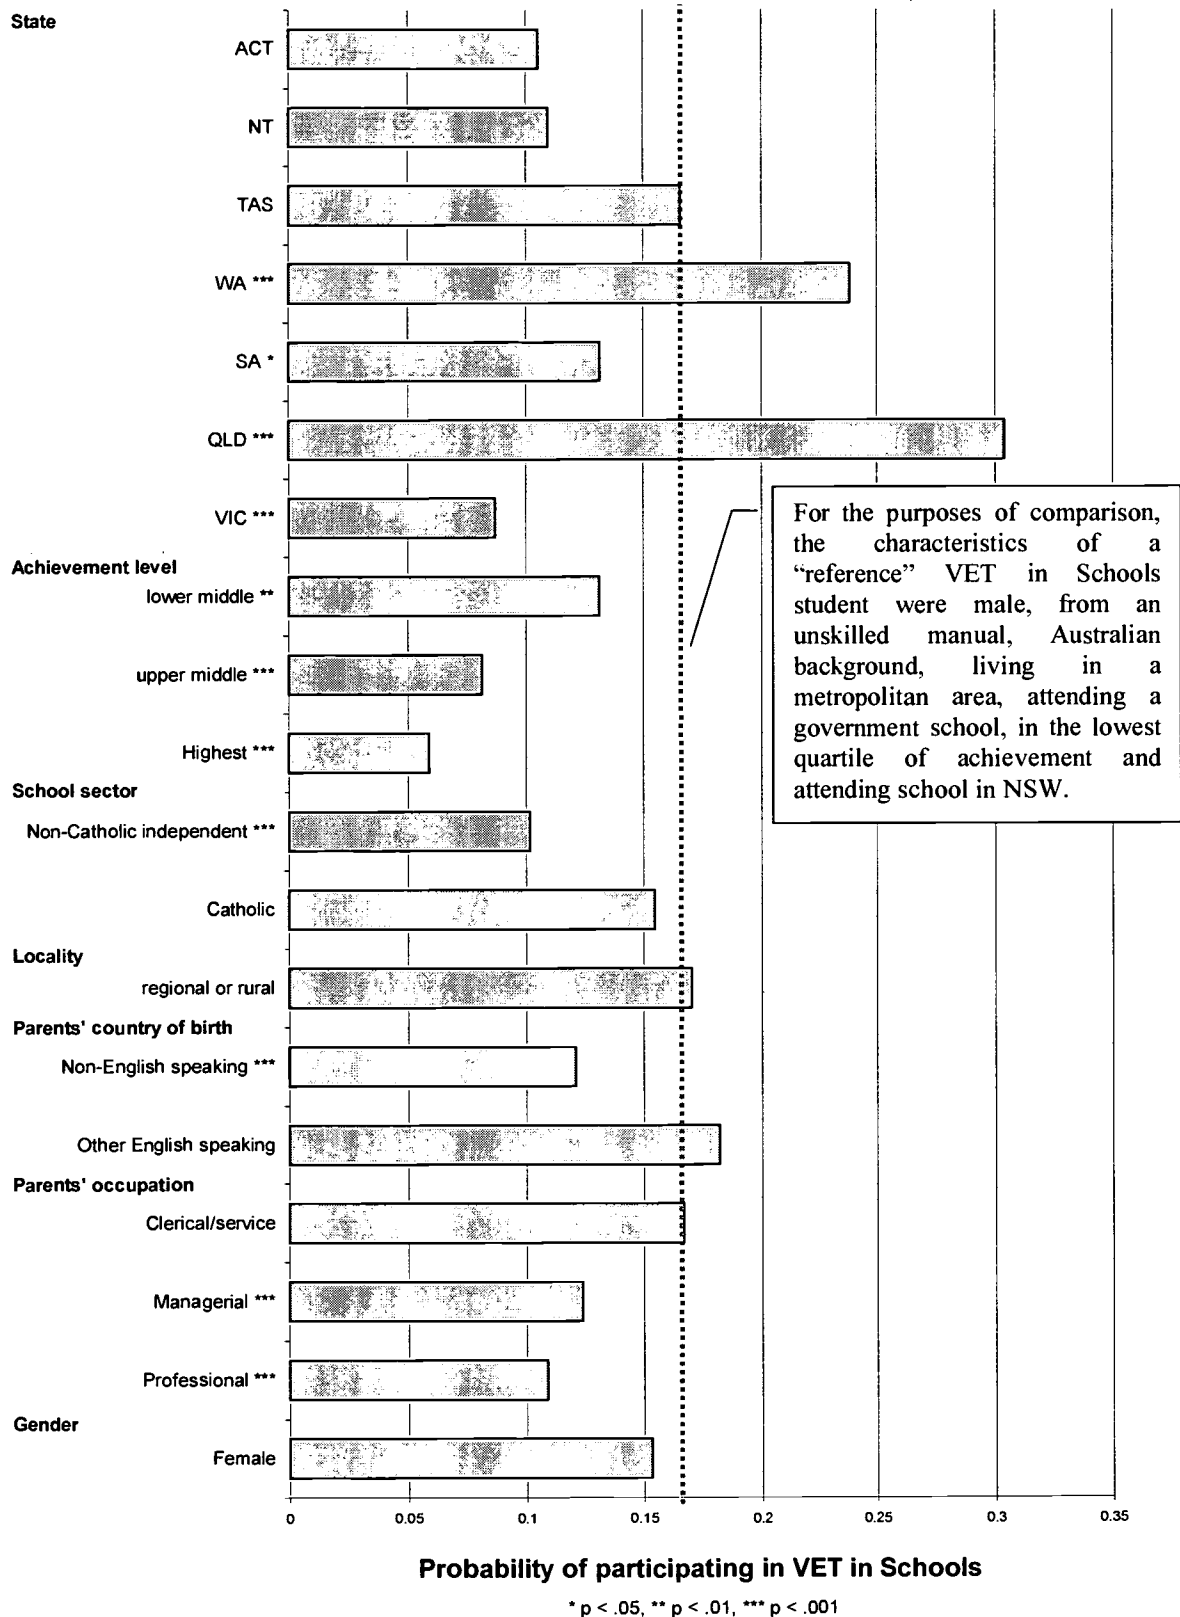 State
ACT
NT
TAS
WA ***
SA *
QLD ***
VIC ***
Achievement level
lower middle **
upper middle ***
Highest ***
School sector
Non-Catholic independent ***
Catholic
Locality
regional or rural
Parents' country of birth
Non-English speaking ***
Other English speaking
Parents' occupation
Clerical/service
Managerial ***
Professional ***
Gender
Female
For the purposes of comparison,
the characteristics of a
“reference” VET in Schools
student were male, from an
unskilled manual, Australian
background, living in a
metropolitan area, attending a
government school, in the lowest
quartile of achievement and
attending school in NSW.
0 0.05 0.1 0.15 0.2 0.25 0.3 0.35
Probability of participating in VET in Schools
* p < .05, ** p < .01, *** p < .001